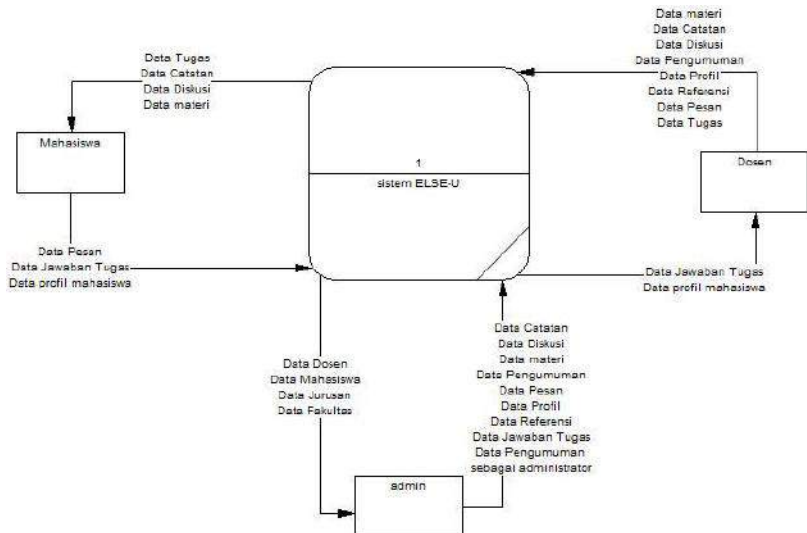 Data Tugas
Data Catatan
Data Diskusi
Data materi
Mahasiswa
Data Pesan
Data Jawaban Tugas
Data profil mahasiswa
1
sistem ELSE-U
Data materi
Data Catatan
Data Diskusi
Data Pengumuman
Data Profil
Data Referensi
Data Pesan
Data Tugas
Dosen
Data Jawaban Tugas
Data profil mahasiswa
Data Dosen
Data Mahasiswa
Data Jurusan
Data Fakultas
Data Catatan
Data Diskusi
Data materi
Data Pengumuman
Data Pesan
Data Profil
Data Referensi
Data Jawaban Tugas
Data Pengumuman
sebagai administrator
admin